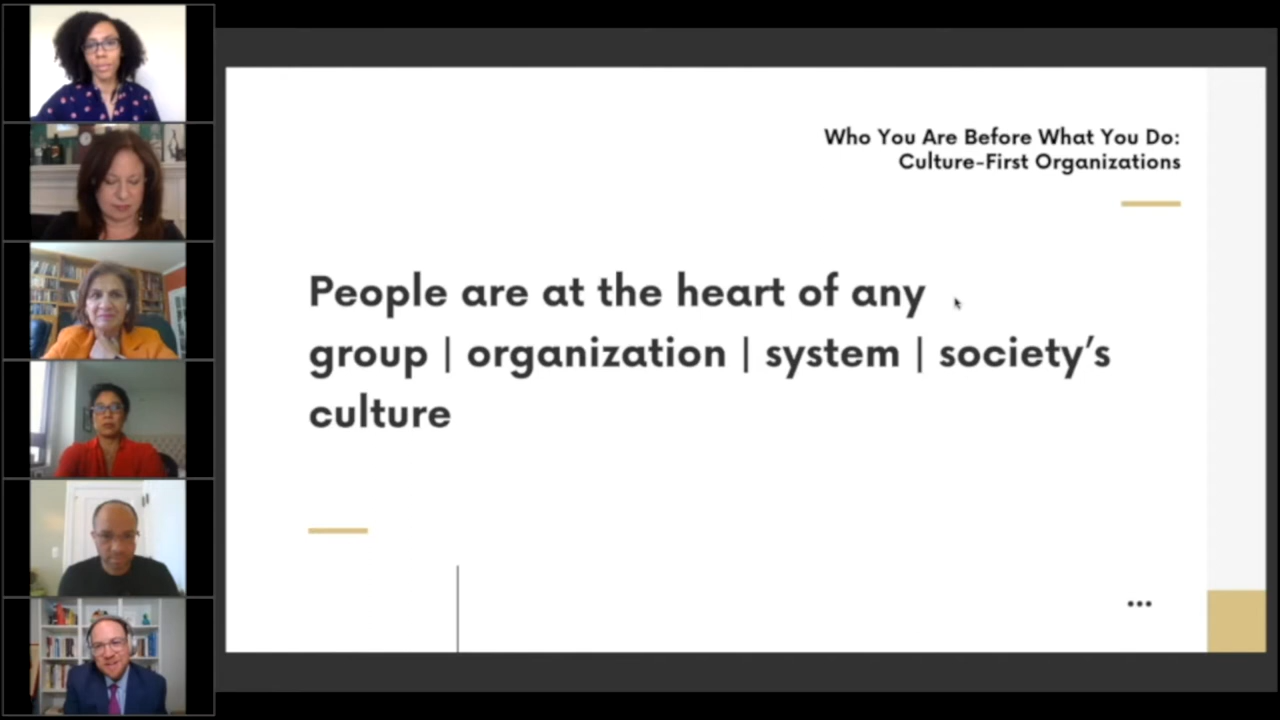 Who You Are Before What You Do:
Culture-First Organizations
People are at the heart of any
group | organization | system | society’s
culture